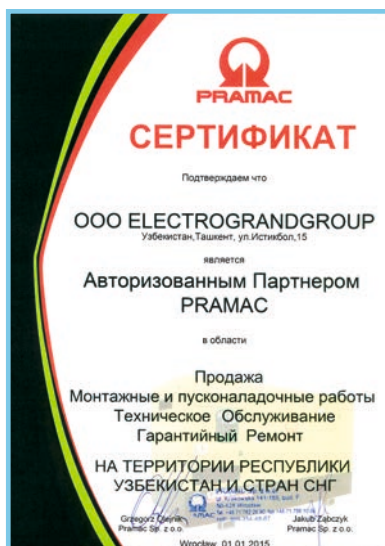 PRAMAC
СЕРТИФИКАТ
Подтверждаем что
ООО ELECTROGRANDGROUP
Узбекистан,Ташкент, ул.Истикбол,15
является
Авторизованным Партнером
PRAMAC
в области
Продажа
Монтажные и пусконаладочные работы
Техническое Обслуживание
Гарантийный Ремонт
НА ТЕРРИТОРИИ РЕСПУБЛИКИ
УЗБЕКИСТАН И СТРАН СНГ
PRAMAC
Grzegorz Olejnik
Pramac Sp. z o.o.
Jakub Ząbczyk
Pramac Sp. z o.o.
Wrocław 01.01.2015